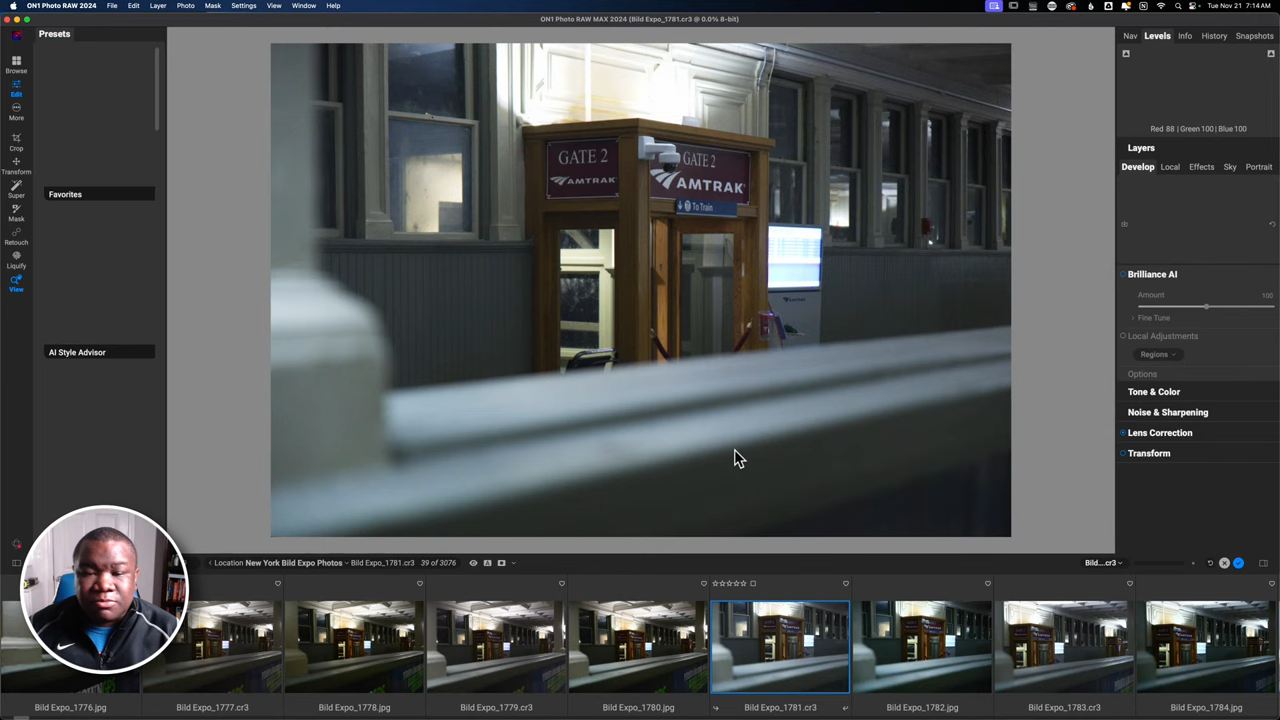 ON1 Photo RAW 2024 File Edit Layer Photo Mask Settings View Window Help Tue Nov 21 7:14 AM
ON1 Photo RAW MAX 2024 (Bild Expo_1781.cr3 @ 0.0% 8-bit)
Presets
Nav Levels Info History Snapshots
Browse
Edit
More
Crop
Transform
Super
Mask
Retouch
Liquify
View
Favorites
AI Style Advisor
GATE 2
AMTRAK
GATE 2
AMTRAK
To Train
Red 88 | Green 100 | Blue 100
Layers
Develop Local Effects Sky Portrait
Brilliance AI
Amount 100
Fine Tune
Local Adjustments
Regions
Options
Tone & Color
Noise & Sharpening
Lens Correction
Transform
Location New York Bild Expo Photos Bild Expo_1781.cr3 39 of 3076 Bild....cr3
Bild Expo_1776.jpg Bild Expo_1777.cr3 Bild Expo_1778.jpg Bild Expo_1779.cr3 Bild Expo_1780.jpg Bild Expo_1781.cr3 Bild Expo_1782.jpg Bild Expo_1783.cr3 Bild Expo_1784.jpg